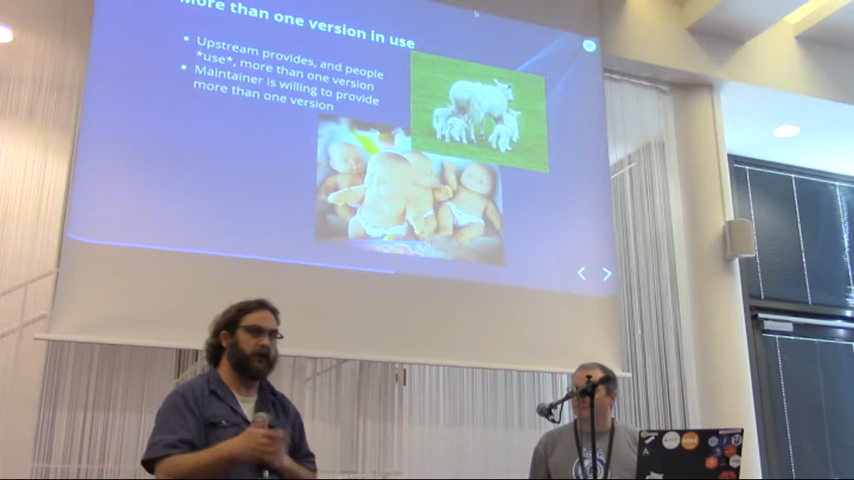 More than one version in use
• Upstream provides, and people
*use*, more than one version
• Maintainer is willing to provide
more than one version